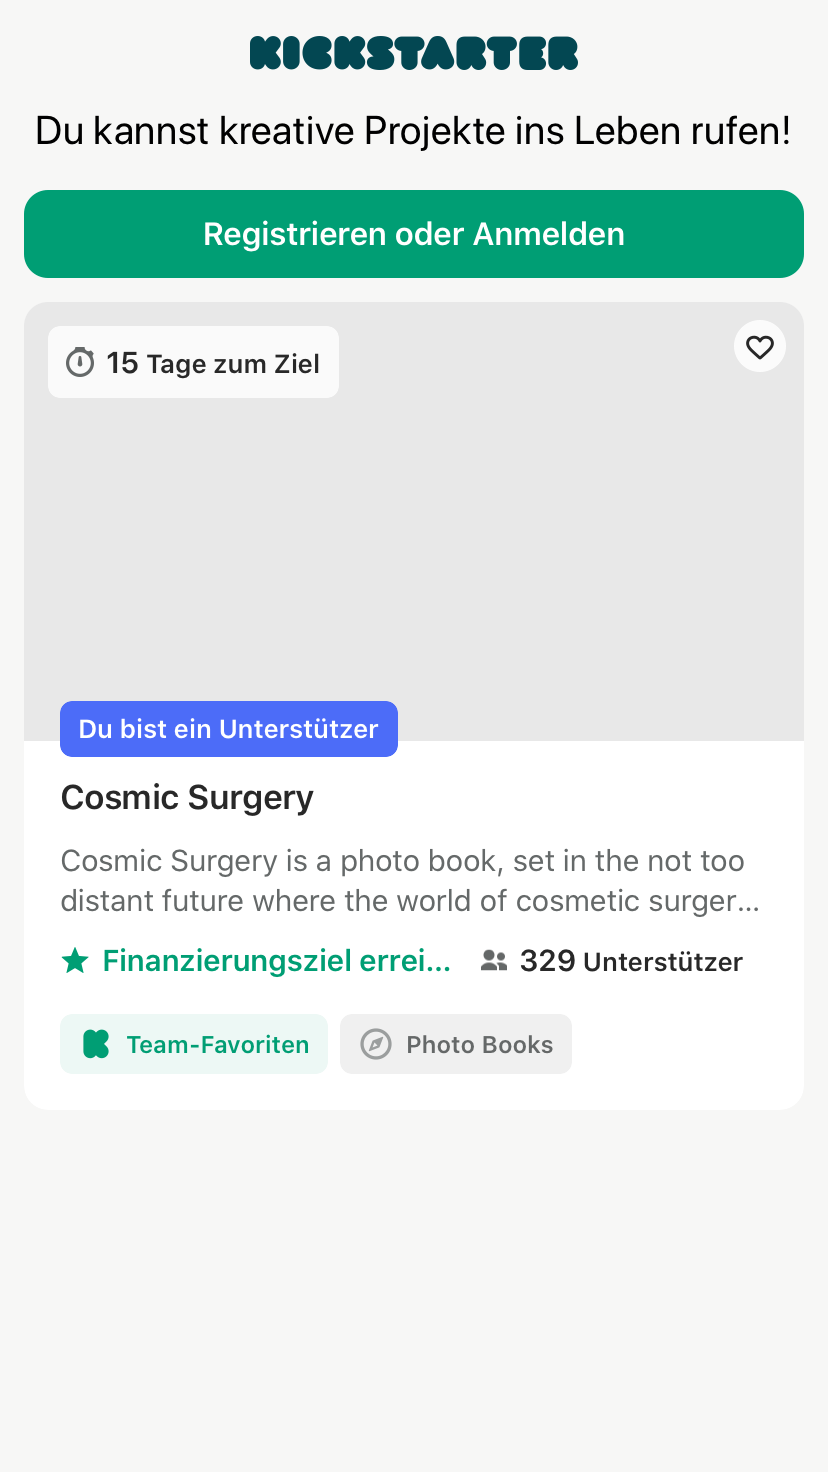 KICKSTARTER
Du kannst kreative Projekte ins Leben rufen!
Registrieren oder Anmelden
15 Tage zum Ziel
Du bist ein Unterstützer
Cosmic Surgery
Cosmic Surgery is a photo book, set in the not too
distant future where the world of cosmetic surger…
Finanzierungsziel errei… 329 Unterstützer
Team-Favoriten Photo Books